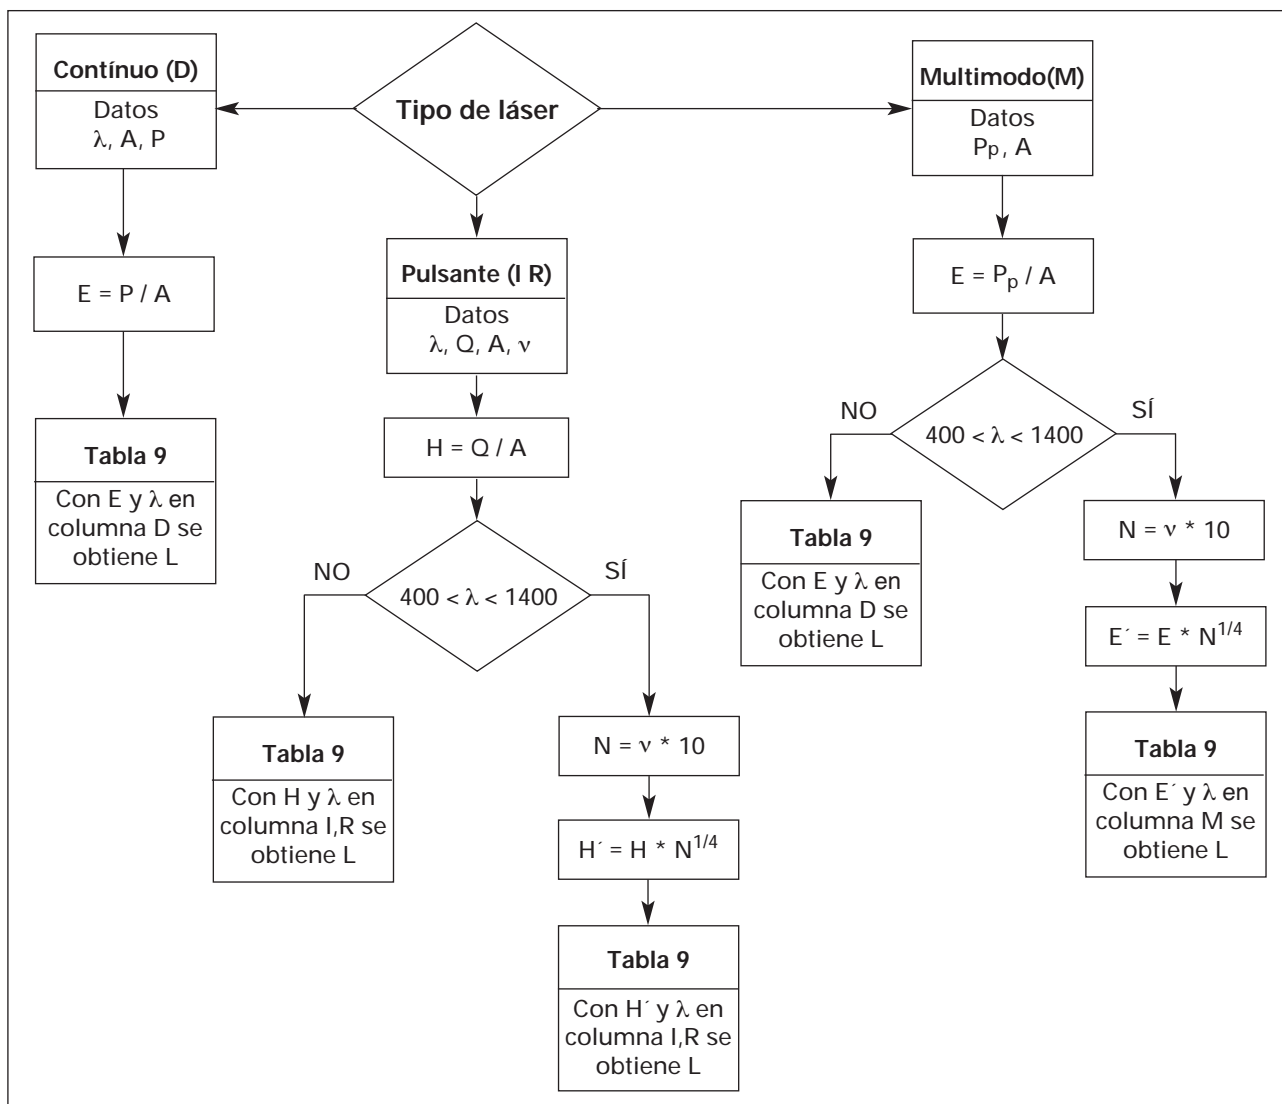 Tipo de láser
Contínuo (D)
Datos
λ, A, P
E = P / A
Tabla 9
Con E y λ en
columna D se
obtiene L
Pulsante (I R)
Datos
λ, Q, A, ν
H = Q / A
400 < λ < 1400
NO
SÍ
Tabla 9
Con H y λ en
columna I,R se
obtiene L
N = ν * 10
H´ = H * N1/4
Tabla 9
Con H´ y λ en
columna I,R se
obtiene L
Multimodo(M)
Datos
Pp, A
E = Pp / A
400 < λ < 1400
NO
SÍ
Tabla 9
Con E y λ en
columna D se
obtiene L
N = ν * 10
E´ = E * N1/4
Tabla 9
Con E´ y λ en
columna M se
obtiene L